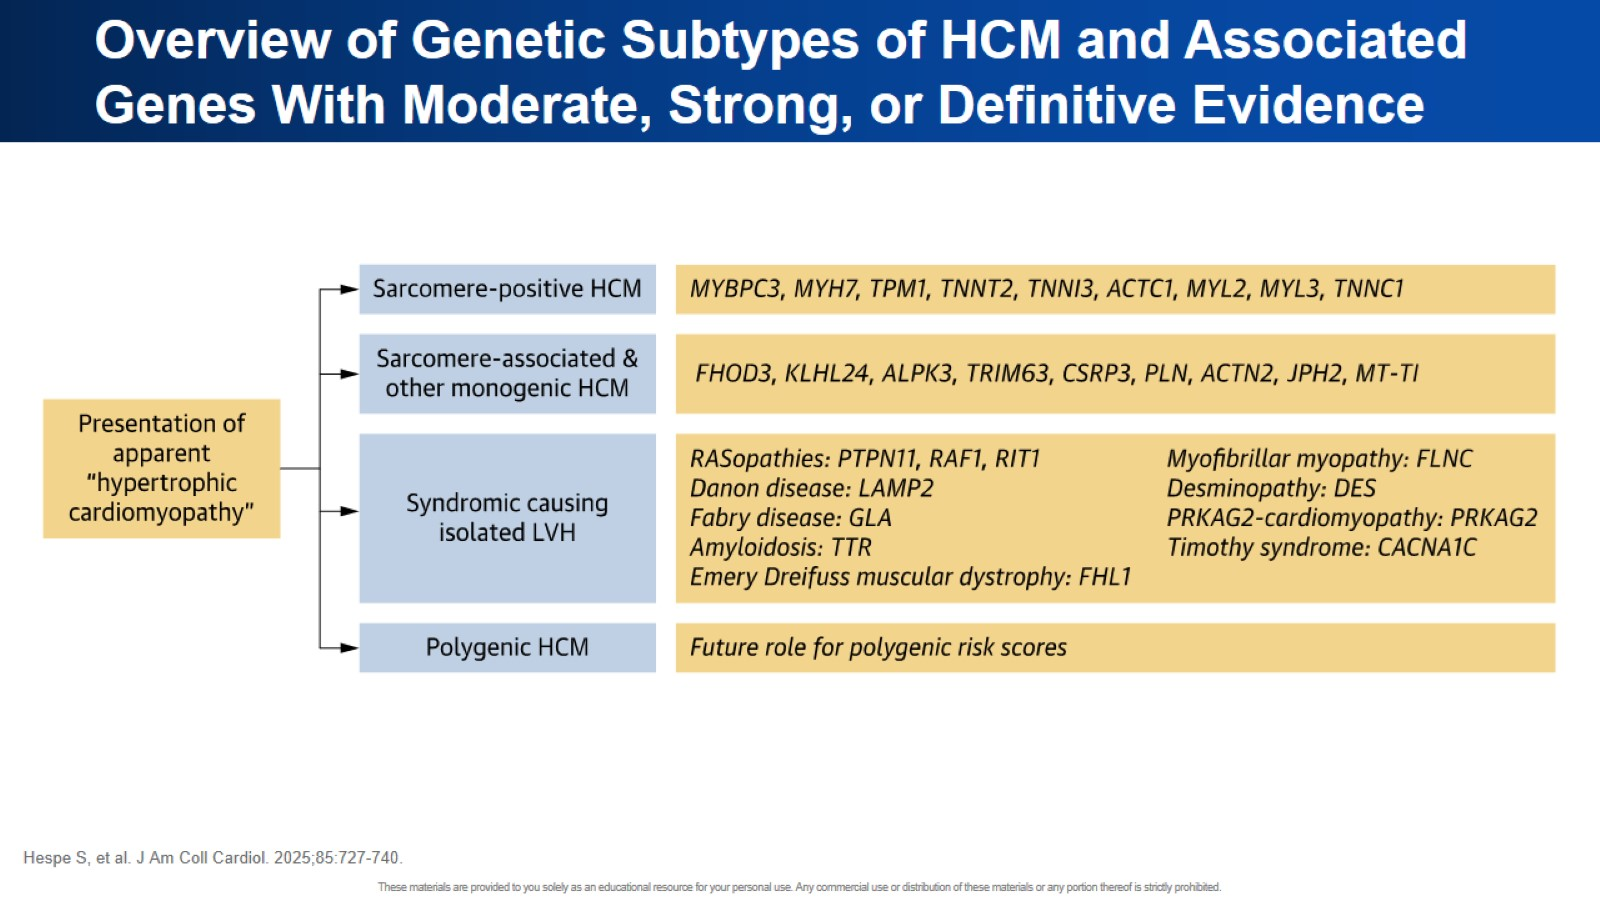 Overview of Genetic Subtypes of HCM and Associated
Genes With Moderate, Strong, or Definitive Evidence
Presentation of
apparent
“hypertrophic
cardiomyopathy”
Sarcomere-positive HCM
MYBPC3, MYH7, TPM1, TNNT2, TNNI3, ACTC1, MYL2, MYL3, TNNC1
Sarcomere-associated &
other monogenic HCM
FHOD3, KLHL24, ALPK3, TRIM63, CSRP3, PLN, ACTN2, JPH2, MT-TI
Syndromic causing
isolated LVH
RASopathies: PTPN11, RAF1, RIT1
Danon disease: LAMP2
Fabry disease: GLA
Amyloidosis: TTR
Emery Dreifuss muscular dystrophy: FHL1
Myofibrillar myopathy: FLNC
Desminopathy: DES
PRKAG2-cardiomyopathy: PRKAG2
Timothy syndrome: CACNA1C
Polygenic HCM
Future role for polygenic risk scores
Hespe S, et al. J Am Coll Cardiol. 2025;85:727-740.
These materials are provided to you solely as an educational resource for your personal use. Any commercial use or distribution of these materials or any portion thereof is strictly prohibited.